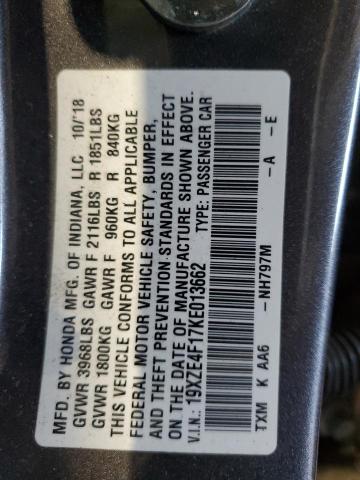 MFD. BY HONDA MFG. OF INDIANA, LLC 10/'18
GVWR 3968LBS GAWR F 2116LBS R 1851LBS
GVWR 1800KG GAWR F 960KG R 840KG
THIS VEHICLE CONFORMS TO ALL APPLICABLE
FEDERAL MOTOR VEHICLE SAFETY, BUMPER,
AND THEFT PREVENTION STANDARDS IN EFFECT
ON THE DATE OF MANUFACTURE SHOWN ABOVE.
V.I.N.: 19XZE4F17KE013662 TYPE: PASSENGER CAR
TXM K AA6 -NH797M -A -E